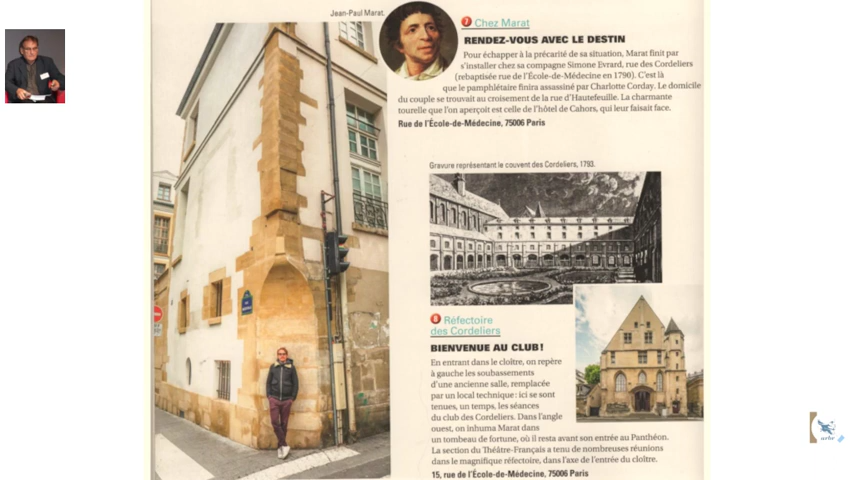 Jean-Paul Marat.
7 Chez Marat
RENDEZ-VOUS AVEC LE DESTIN
Pour échapper à la précarité de sa situation, Marat finit par
s'installer chez sa compagne Simone Evrard, rue des Cordeliers
(rebaptisée rue de l'École-de-Médecine en 1790). C'est là
que le pamphlétaire finira assassiné par Charlotte Corday. Le domicile
du couple se trouvait au croisement de la rue d'Hautefeuille. La charmante
tourelle que l'on aperçoit est celle de l'hôtel de Cahors, qui leur faisait face.
Rue de l'École-de-Médecine, 75006 Paris
Gravure représentant le couvent des Cordeliers, 1793.
8 Réfectoire
des Cordeliers
BIENVENUE AU CLUB !
En entrant dans le cloître, on repère
à gauche les soubassements
d'une ancienne salle, remplacée
par un local technique : ici se sont
tenues, un temps, les séances
du club des Cordeliers. Dans l'angle
ouest, on inhuma Marat dans
un tombeau de fortune, où il resta avant son entrée au Panthéon.
La section du Théâtre-Français a tenu de nombreuses réunions
dans le magnifique réfectoire, dans l'axe de l'entrée du cloître.
15, rue de l'École-de-Médecine, 75006 Paris